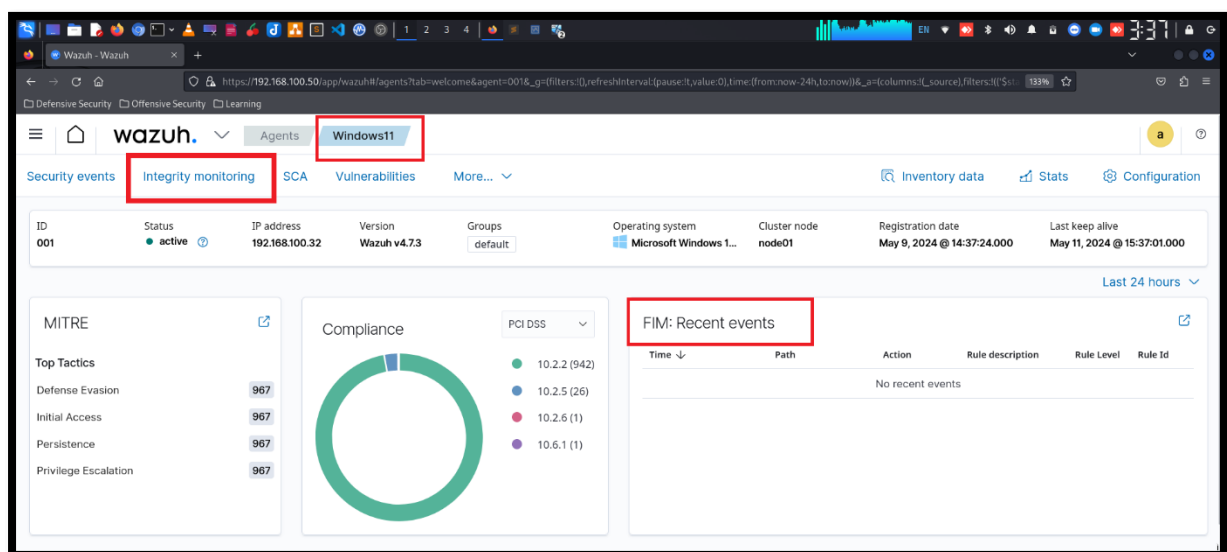 1 2 3 4 EN 3:37
Wazuh - Wazuh × +
https://192.168.100.50/app/wazuh#/agents?tab=welcome&agent=001&_g=(filters:!(),refreshInterval:(pause:!t,value:0),time:(from:now-24h,to:now))&_a=(columns:!(_source),filters:!(('$sta 133%
Defensive Security Offensive Security Learning
wazuh. Agents Windows11 a
Security events Integrity monitoring SCA Vulnerabilities More... Inventory data Stats Configuration
ID Status IP address Version Groups Operating system Cluster node Registration date Last keep alive
001 active 192.168.100.32 Wazuh v4.7.3 default Microsoft Windows 1... node01 May 9, 2024 @ 14:37:24.000 May 11, 2024 @ 15:37:01.000
Last 24 hours
MITRE
Top Tactics
Defense Evasion 967
Initial Access 967
Persistence 967
Privilege Escalation 967
Compliance PCI DSS
10.2.2 (942)
10.2.5 (26)
10.2.6 (1)
10.6.1 (1)
FIM: Recent events
Time ↓ Path Action Rule description Rule Level Rule Id
No recent events